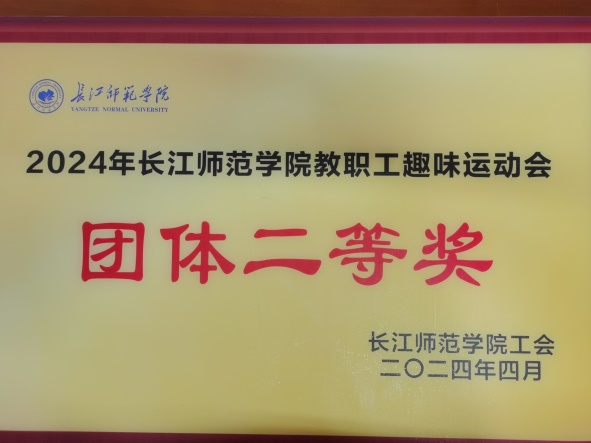 长江师范学院
YANGTZE NORMAL UNIVERSITY
2024年长江师范学院教职工趣味运动会
团体二等奖
长江师范学院工会
二〇二四年四月